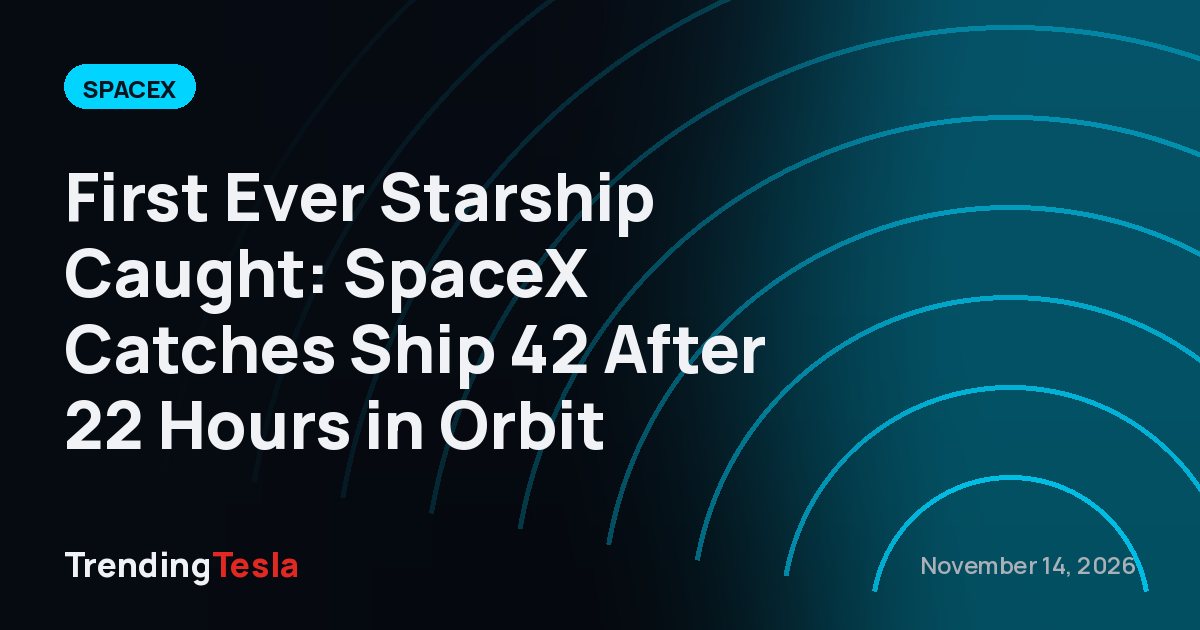 SPACEX
First Ever Starship
Caught: SpaceX
Catches Ship 42 After
22 Hours in Orbit
TrendingTesla
November 14, 2026